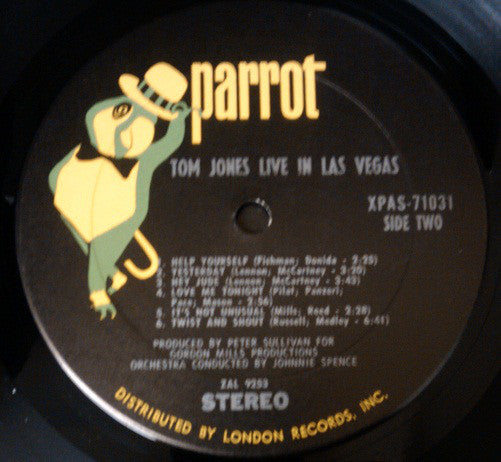 parrot
TOM JONES LIVE IN LAS VEGAS
XPAS-71031
SIDE TWO
1. HELP YOURSELF (Fishman; Donida - 2:25)
2. YESTERDAY (Lennon; McCartney - 3:20)
3. HEY JUDE (Lennon; McCartney - 3:43)
4. LOVE ME TONIGHT (Pilat; Panzeri;
Pace; Mason - 2:56)
5. IT'S NOT UNUSUAL (Mills; Reed - 2:28)
6. TWIST AND SHOUT (Russell; Medley - 6:41)
PRODUCED BY PETER SULLIVAN FOR
GORDON MILLS PRODUCTIONS
ORCHESTRA CONDUCTED BY JOHNNIE SPENCE
ZAL 9253
STEREO
DISTRIBUTED BY LONDON RECORDS, INC.